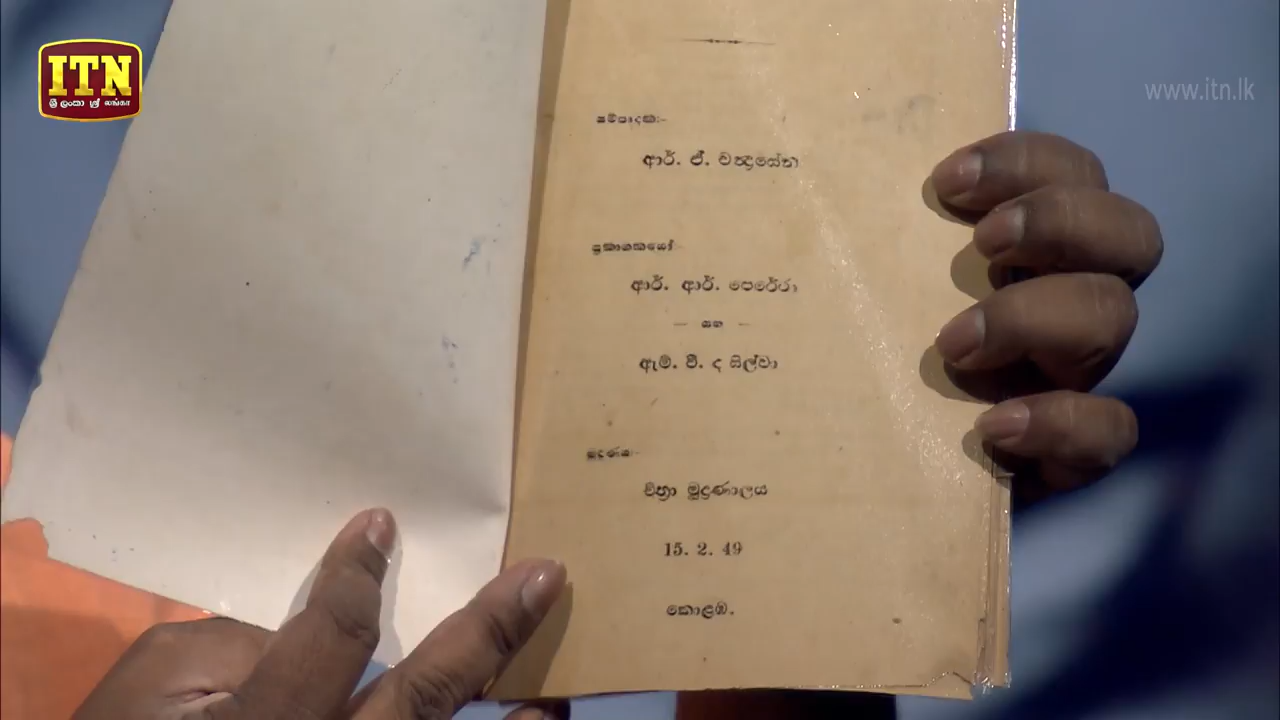 ITN
ශ්‍රී ලංකා ஸ்ரீ லங்கா
www.itn.lk
සම්පාදක:-
ආර්. ඒ. චන්‍ද්‍රසේන
ප්‍රකාශකයෝ
ආර්. ආර්. පෙරේරා
— සහ —
ඇම්. වී. ද සිල්වා
මුද්‍රණය:-
චිත්‍රා මුද්‍රණාලය
15. 2. 49
කොළඹ.